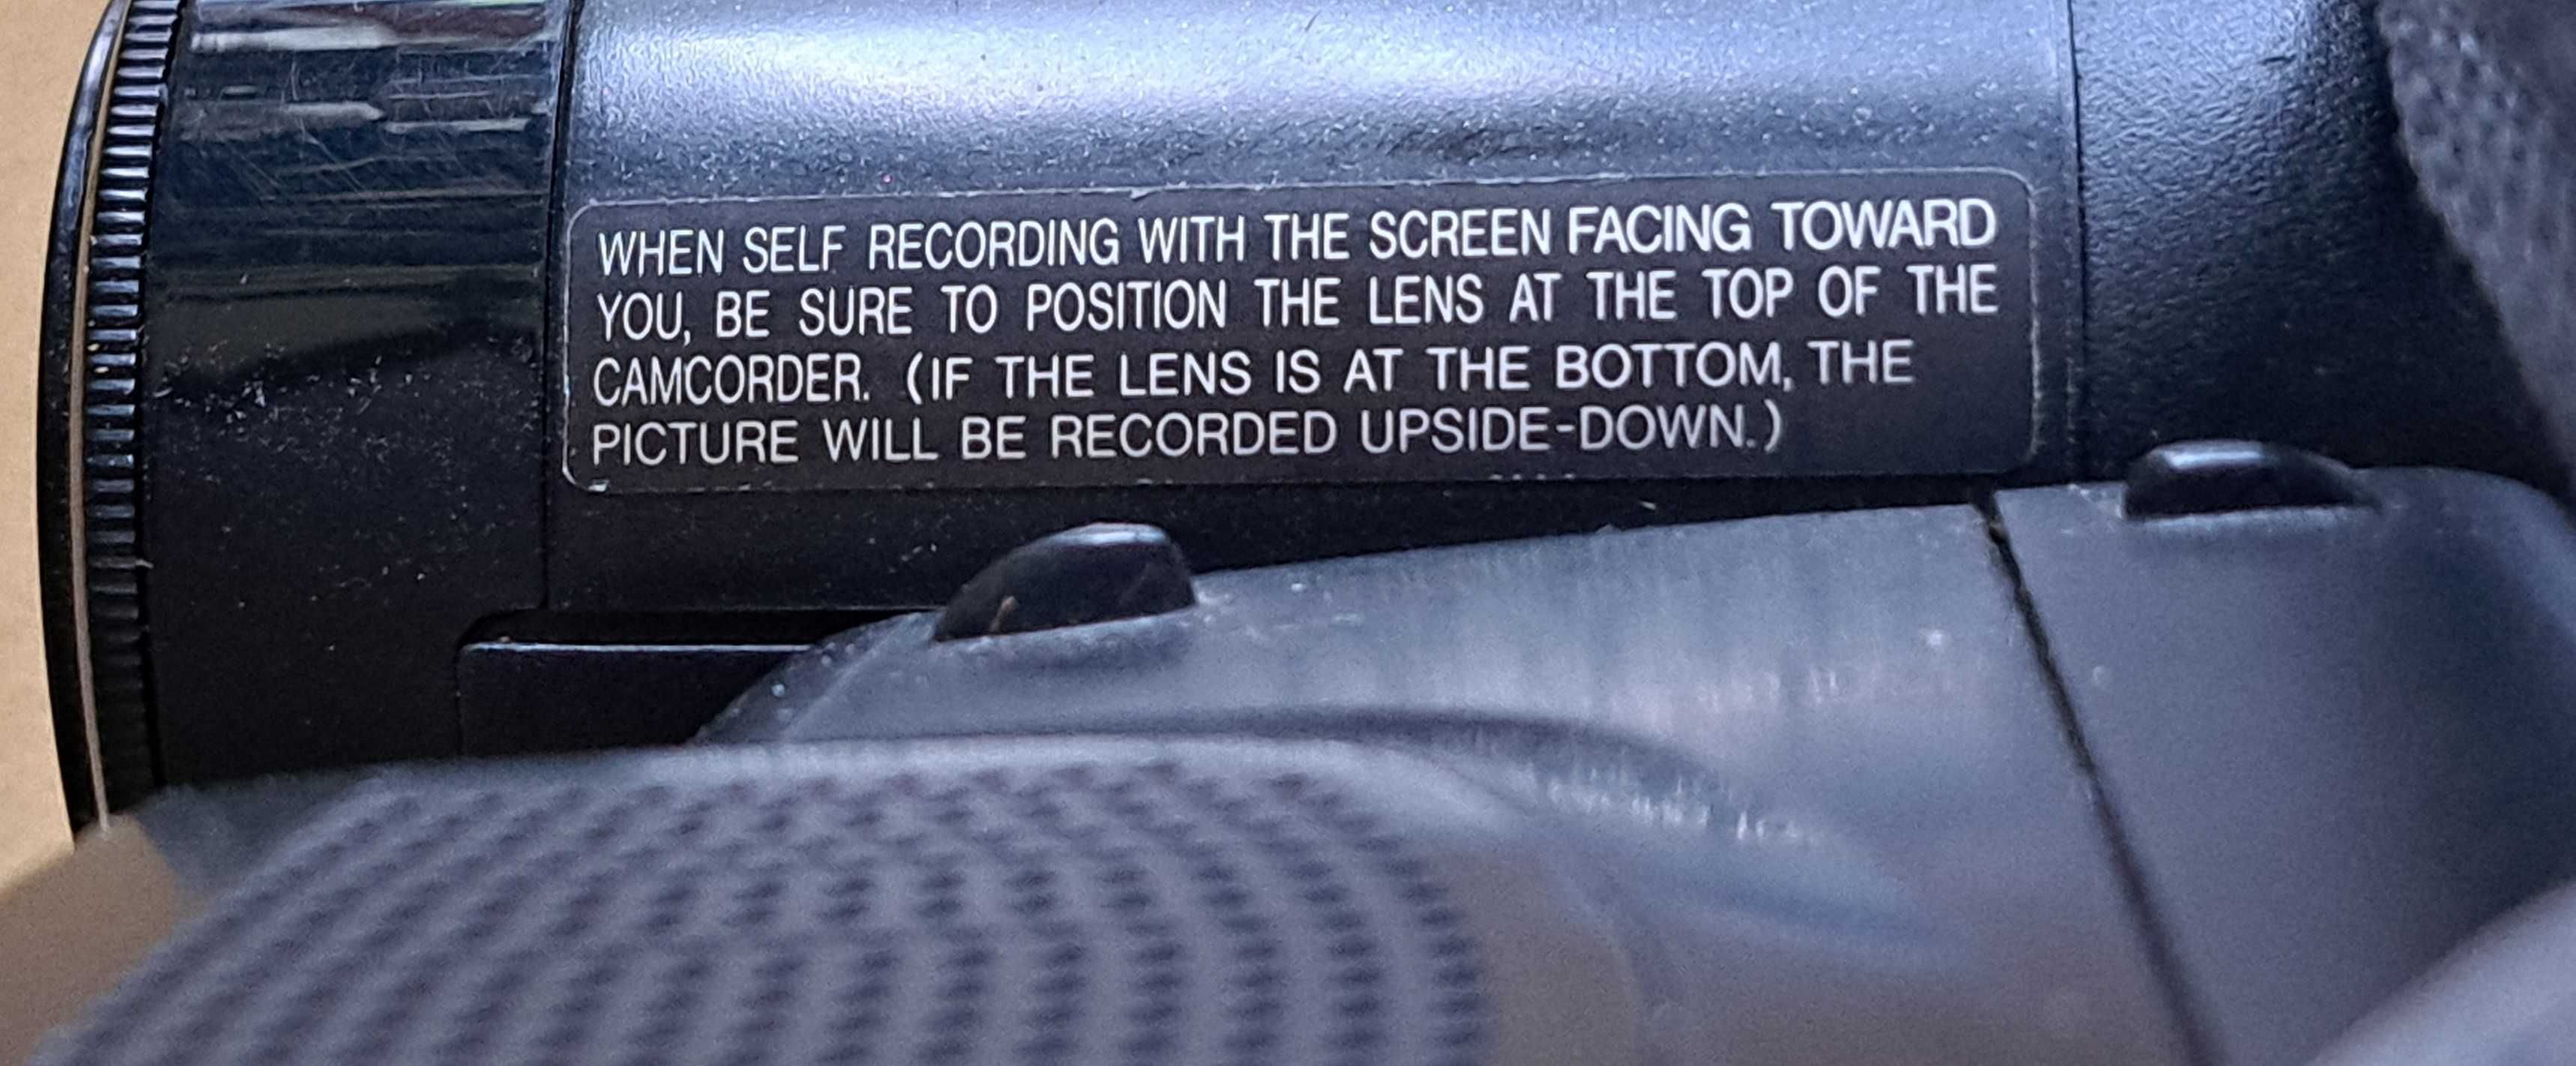 WHEN SELF RECORDING WITH THE SCREEN FACING TOWARD
YOU, BE SURE TO POSITION THE LENS AT THE TOP OF THE
CAMCORDER. (IF THE LENS IS AT THE BOTTOM, THE
PICTURE WILL BE RECORDED UPSIDE-DOWN.)